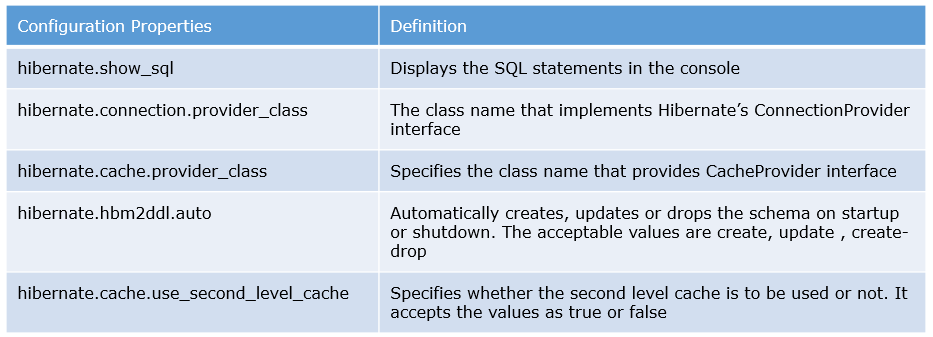 Configuration Properties
Definition
hibernate.show_sql
Displays the SQL statements in the console
hibernate.connection.provider_class
The class name that implements Hibernate’s ConnectionProvider
interface
hibernate.cache.provider_class
Specifies the class name that provides CacheProvider interface
hibernate.hbm2ddl.auto
Automatically creates, updates or drops the schema on startup
or shutdown. The acceptable values are create, update , create-
drop
hibernate.cache.use_second_level_cache
Specifies whether the second level cache is to be used or not. It
accepts the values as true or false